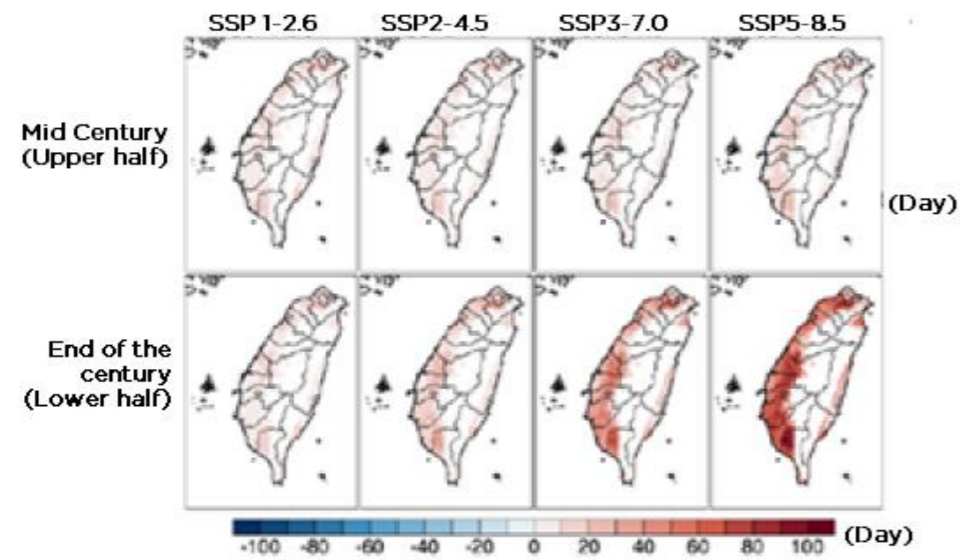 SSP 1-2.6 SSP2-4.5 SSP3-7.0 SSP5-8.5
Mid Century
(Upper half)
(Day)
End of the
century
(Lower half)
-100 -80 -60 -40 -20 0 20 40 60 80 100 (Day)